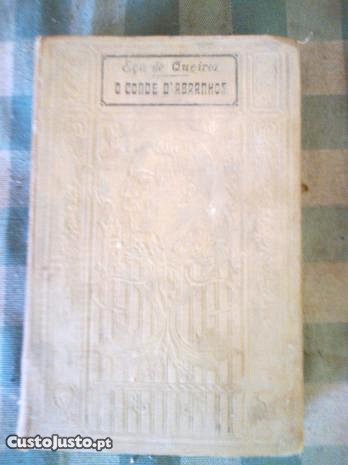 Eça de Queiroz
O CONDE D'ABRANHOS
CustoJusto.pt